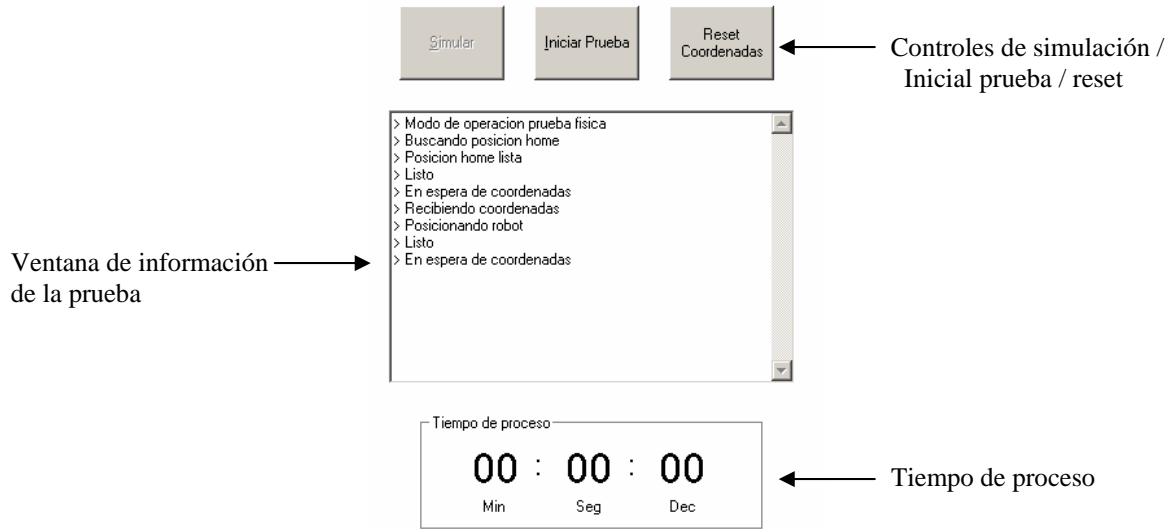 Simular
Iniciar Prueba
Reset
Coordenadas
Controles de simulación /
Inicial prueba / reset
> Modo de operacion prueba fisica
> Buscando posicion home
> Posicion home lista
> Listo
> En espera de coordenadas
> Recibiendo coordenadas
> Posicionando robot
> Listo
> En espera de coordenadas
Ventana de información
de la prueba
Tiempo de proceso
00 : 00 : 00
Min Seg Dec
Tiempo de proceso